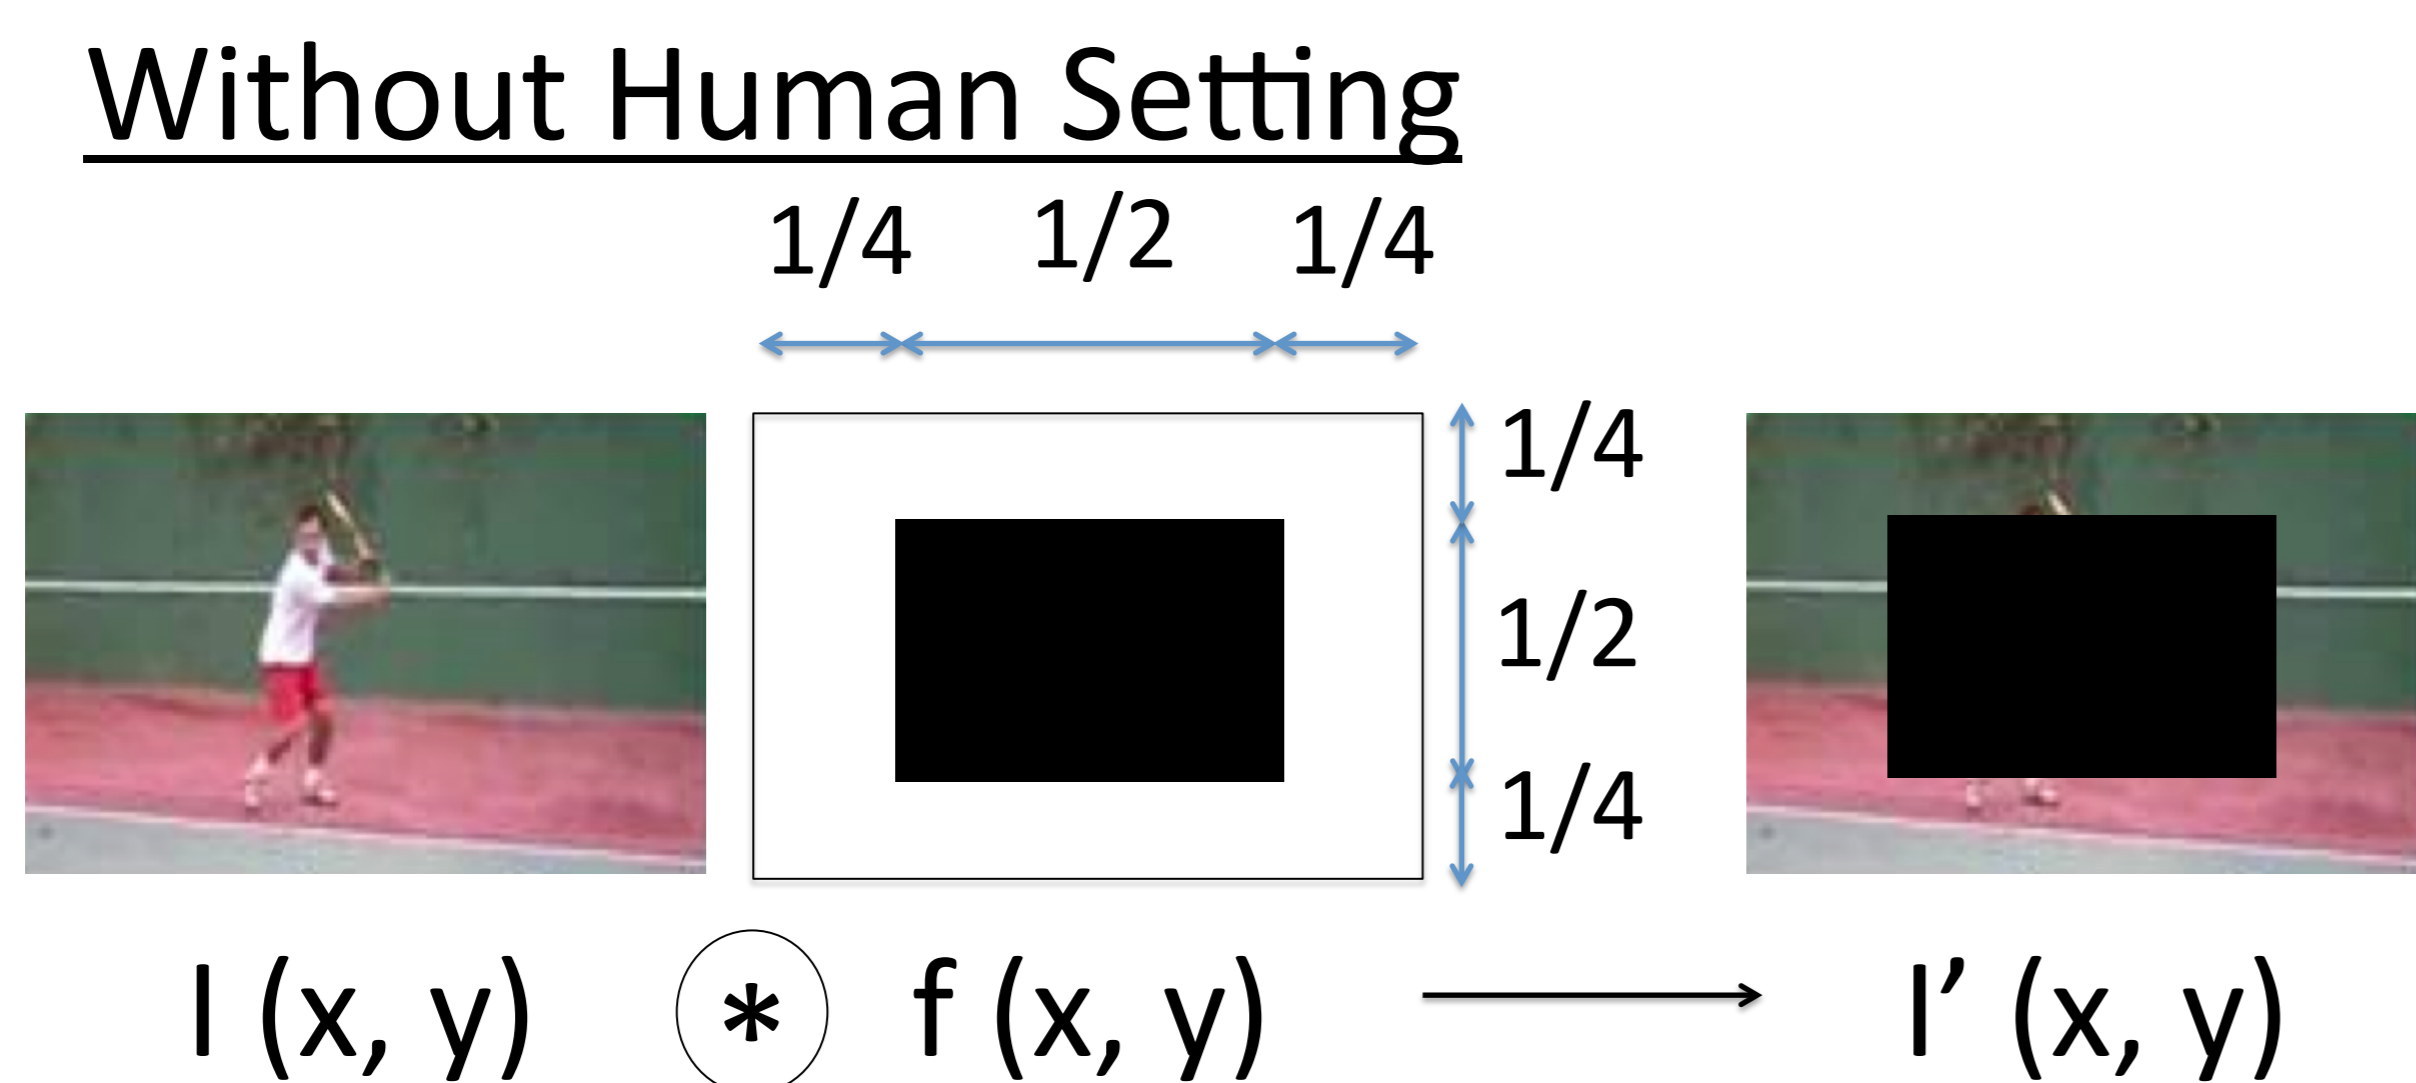 Without Human Setting
1/4 1/2 1/4
1/4
1/2
1/4
I (x, y) * f (x, y) I’ (x, y)